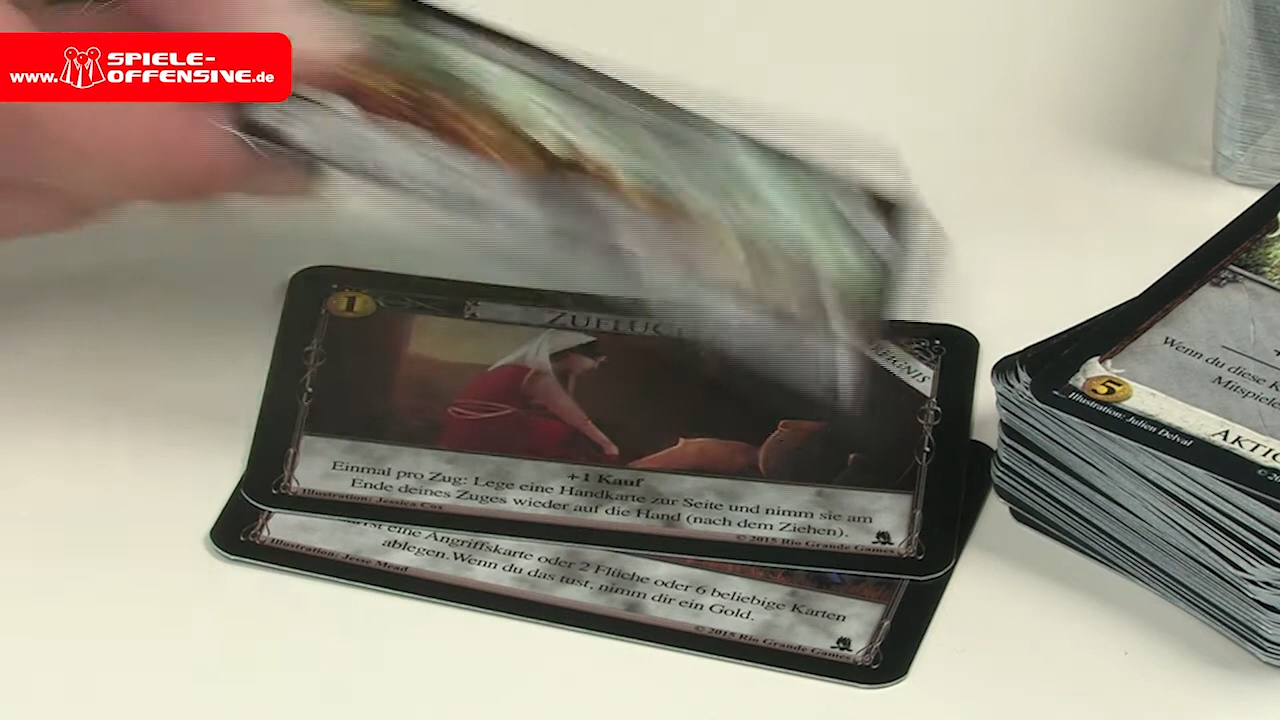 www. SPIELE-
OFFENSIVE.de
1
ZUFLUC
EIGNIS
+1 Kauf
Einmal pro Zug: Lege eine Handkarte zur Seite und nimm sie am
Ende deines Zuges wieder auf die Hand (nach dem Ziehen).
Illustration: Jessica Cox
© 2015 Rio Grande Games
eine Angriffskarte oder 2 Flüche oder 6 beliebige Karten
ablegen. Wenn du das tust, nimm dir ein Gold.
Illustration: Jesse Mead
© 2015 Rio Grande Games
Wenn du diese
Mitspiele
5
Illustration: Julien Delval
AKTIO